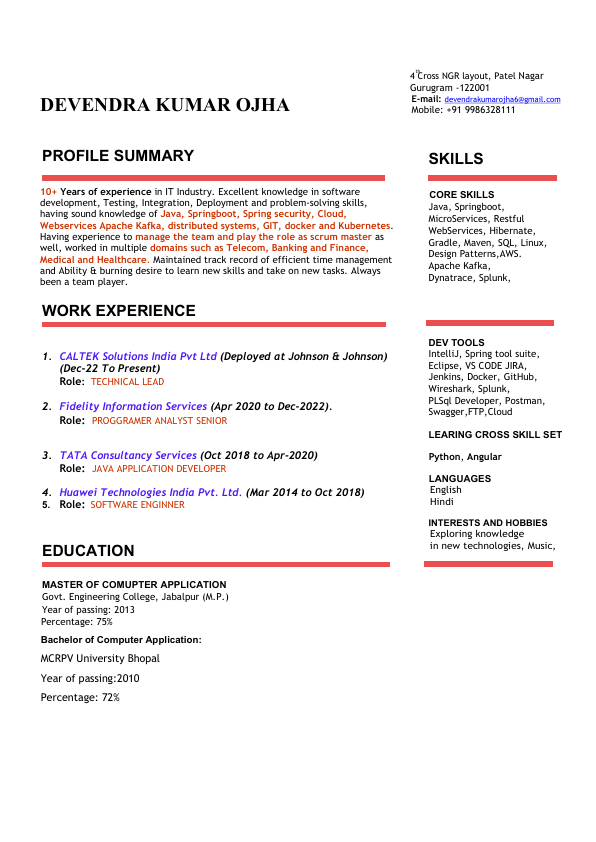 4thCross NGR layout, Patel Nagar
Gurugram -122001
E-mail: devendrakumarojha6@gmail.com
Mobile: +91 9986328111
DEVENDRA KUMAR OJHA
PROFILE SUMMARY
10+ Years of experience in IT Industry. Excellent knowledge in software
development, Testing, Integration, Deployment and problem-solving skills,
having sound knowledge of Java, Springboot, Spring security, Cloud,
Webservices Apache Kafka, distributed systems, GIT, docker and Kubernetes.
Having experience to manage the team and play the role as scrum master as
well, worked in multiple domains such as Telecom, Banking and Finance,
Medical and Healthcare. Maintained track record of efficient time management
and Ability & burning desire to learn new skills and take on new tasks. Always
been a team player.
WORK EXPERIENCE
1. CALTEK Solutions India Pvt Ltd (Deployed at Johnson & Johnson)
(Dec-22 To Present)
Role: TECHNICAL LEAD
2. Fidelity Information Services (Apr 2020 to Dec-2022).
Role: PROGGRAMER ANALYST SENIOR
3. TATA Consultancy Services (Oct 2018 to Apr-2020)
Role: JAVA APPLICATION DEVELOPER
4. Huawei Technologies India Pvt. Ltd. (Mar 2014 to Oct 2018)
5. Role: SOFTWARE ENGINNER
EDUCATION
MASTER OF COMUPTER APPLICATION
Govt. Engineering College, Jabalpur (M.P.)
Year of passing: 2013
Percentage: 75%
Bachelor of Computer Application:
MCRPV University Bhopal
Year of passing:2010
Percentage: 72%
SKILLS
CORE SKILLS
Java, Springboot,
MicroServices, Restful
WebServices, Hibernate,
Gradle, Maven, SQL, Linux,
Design Patterns,AWS.
Apache Kafka,
Dynatrace, Splunk,
DEV TOOLS
IntelliJ, Spring tool suite,
Eclipse, VS CODE JIRA,
Jenkins, Docker, GitHub,
Wireshark, Splunk,
PLSql Developer, Postman,
Swagger,FTP,Cloud
LEARING CROSS SKILL SET
Python, Angular
LANGUAGES
English
Hindi
INTERESTS AND HOBBIES
Exploring knowledge
in new technologies, Music,